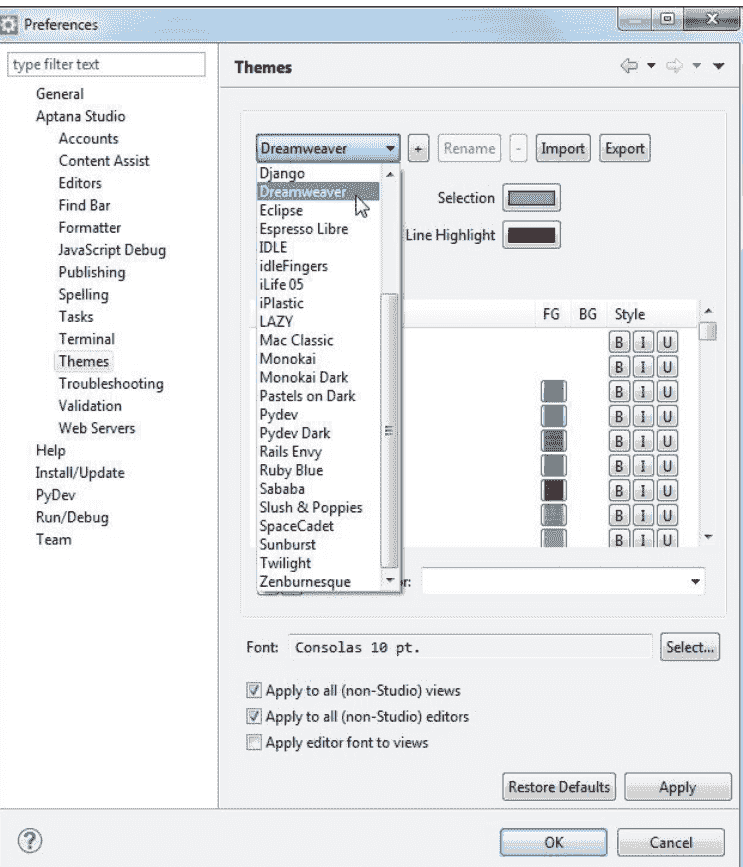 Preferences
type filter text
General
Aptana Studio
Accounts
Content Assist
Editors
Find Bar
Formatter
JavaScript Debug
Publishing
Spelling
Tasks
Terminal
Themes
Troubleshooting
Validation
Web Servers
Help
Install/Update
PyDev
Run/Debug
Team
Themes
Dreamweaver + Rename - Import Export
Django
Dreamweaver
Eclipse
Espresso Libre
IDLE
idleFingers
iLife 05
iPlastic
LAZY
Mac Classic
Monokai
Monokai Dark
Pastels on Dark
Pydev
Pydev Dark
Rails Envy
Ruby Blue
Sababa
Slush & Poppies
SpaceCadet
Sunburst
Twilight
Zenburnesque
Selection
Line Highlight
FG BG Style
B I U
B I U
B I U
B I U
B I U
B I U
B I U
B I U
B I U
r:
Font: Consolas 10 pt. Select...
Apply to all (non-Studio) views
Apply to all (non-Studio) editors
Apply editor font to views
Restore Defaults Apply
? OK Cancel